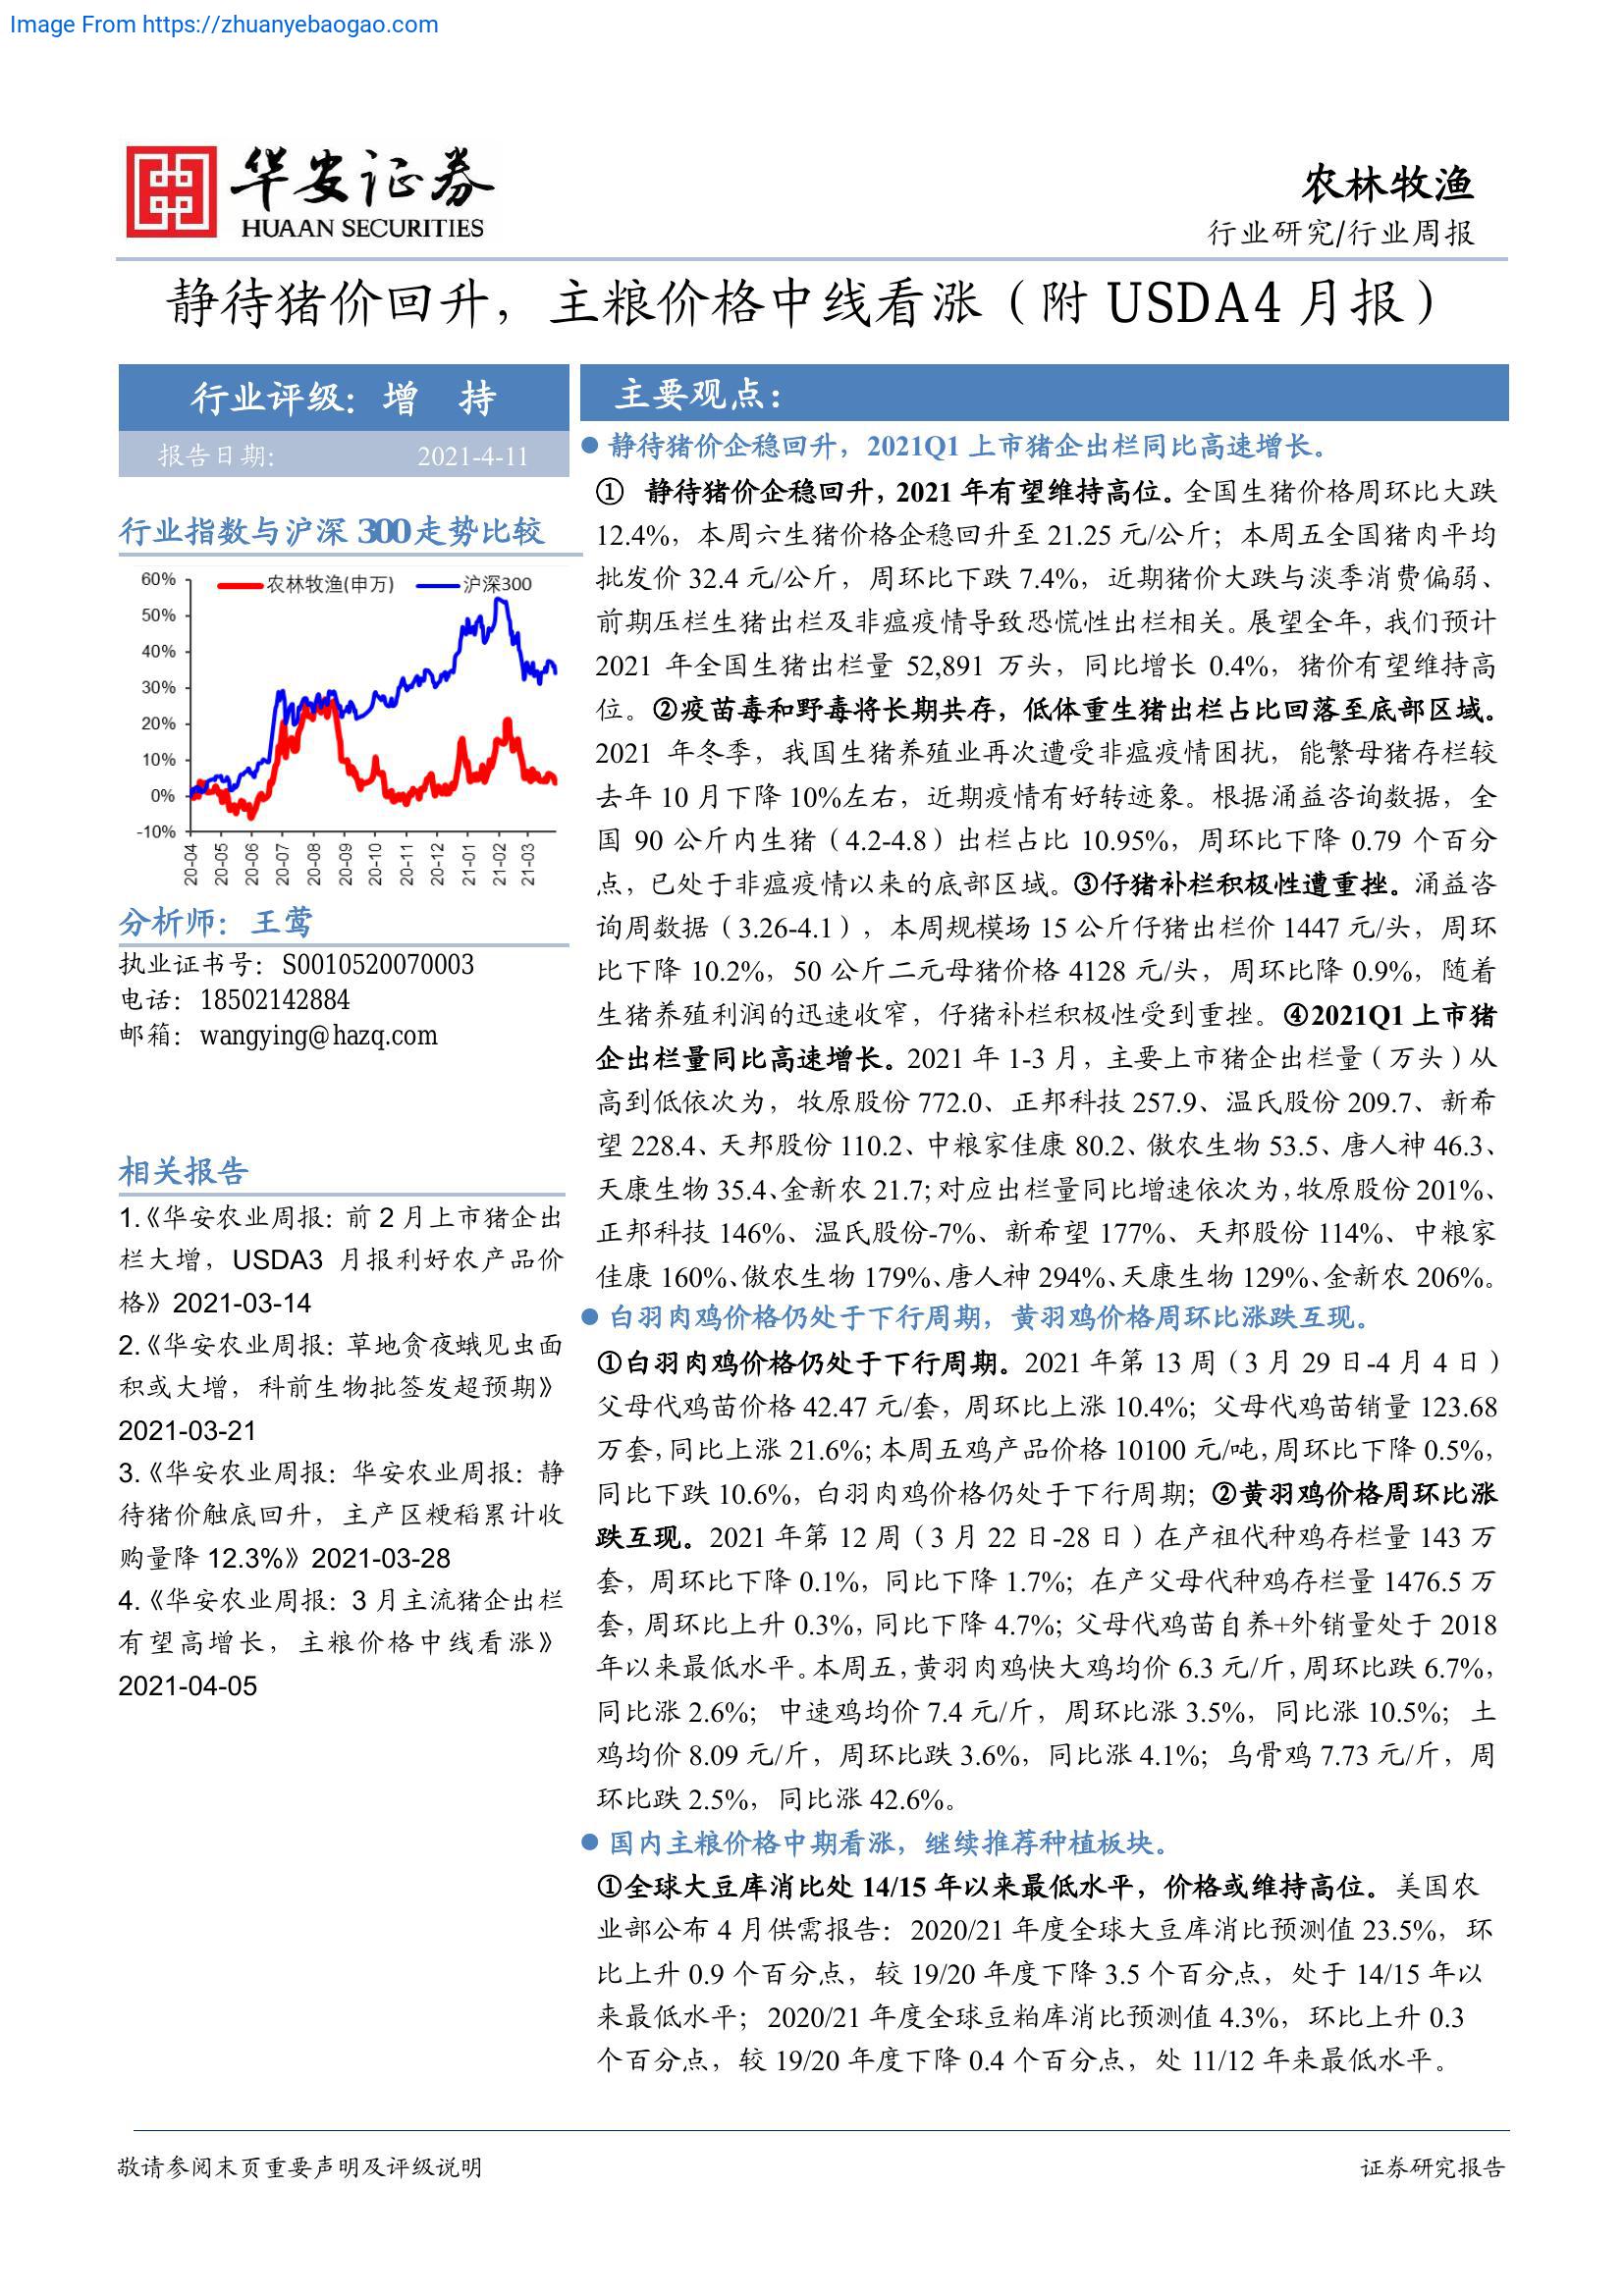 Image From https://zhuanyebaogao.com
华安证券
HUAAN SECURITIES
农林牧渔
行业研究/行业周报
静待猪价回升，主粮价格中线看涨（附 USDA4 月报）
行业评级：增 持
报告日期： 2021-4-11
行业指数与沪深 300 走势比较
农林牧渔(申万) 沪深300
60%
50%
40%
30%
20%
10%
0%
-10%
20-04 20-05 20-06 20-07 20-08 20-09 20-10 20-11 20-12 21-01 21-02 21-03
分析师：王莺
执业证书号：S0010520070003
电话：18502142884
邮箱：wangying@hazq.com
相关报告
1.《华安农业周报：前 2 月上市猪企出
栏大增，USDA3 月报利好农产品价
格》2021-03-14
2.《华安农业周报：草地贪夜蛾见虫面
积或大增，科前生物批签发超预期》
2021-03-21
3.《华安农业周报：华安农业周报：静
待猪价触底回升，主产区粳稻累计收
购量降 12.3%》2021-03-28
4.《华安农业周报：3 月主流猪企出栏
有望高增长，主粮价格中线看涨》
2021-04-05
主要观点：
● 静待猪价企稳回升，2021Q1 上市猪企出栏同比高速增长。
① 静待猪价企稳回升，2021 年有望维持高位。全国生猪价格周环比大跌
12.4%，本周六生猪价格企稳回升至 21.25 元/公斤；本周五全国猪肉平均
批发价 32.4 元/公斤，周环比下跌 7.4%，近期猪价大跌与淡季消费偏弱、
前期压栏生猪出栏及非瘟疫情导致恐慌性出栏相关。展望全年，我们预计
2021 年全国生猪出栏量 52,891 万头，同比增长 0.4%，猪价有望维持高
位。②疫苗毒和野毒将长期共存，低体重生猪出栏占比回落至底部区域。
2021 年冬季，我国生猪养殖业再次遭受非瘟疫情困扰，能繁母猪存栏较
去年 10 月下降 10%左右，近期疫情有好转迹象。根据涌益咨询数据，全
国 90 公斤内生猪（4.2-4.8）出栏占比 10.95%，周环比下降 0.79 个百分
点，已处于非瘟疫情以来的底部区域。③仔猪补栏积极性遭重挫。涌益咨
询周数据（3.26-4.1），本周规模场 15 公斤仔猪出栏价 1447 元/头，周环
比下降 10.2%，50 公斤二元母猪价格 4128 元/头，周环比降 0.9%，随着
生猪养殖利润的迅速收窄，仔猪补栏积极性受到重挫。④2021Q1 上市猪
企出栏量同比高速增长。2021 年 1-3 月，主要上市猪企出栏量（万头）从
高到低依次为，牧原股份 772.0、正邦科技 257.9、温氏股份 209.7、新希
望 228.4、天邦股份 110.2、中粮家佳康 80.2、傲农生物 53.5、唐人神 46.3、
天康生物 35.4、金新农 21.7；对应出栏量同比增速依次为，牧原股份 201%、
正邦科技 146%、温氏股份-7%、新希望 177%、天邦股份 114%、中粮家
佳康 160%、傲农生物 179%、唐人神 294%、天康生物 129%、金新农 206%。
● 白羽肉鸡价格仍处于下行周期，黄羽鸡价格周环比涨跌互现。
①白羽肉鸡价格仍处于下行周期。2021 年第 13 周（3 月 29 日-4 月 4 日）
父母代鸡苗价格 42.47 元/套，周环比上涨 10.4%；父母代鸡苗销量 123.68
万套，同比上涨 21.6%；本周五鸡产品价格 10100 元/吨，周环比下降 0.5%，
同比下跌 10.6%，白羽肉鸡价格仍处于下行周期；②黄羽鸡价格周环比涨
跌互现。2021 年第 12 周（3 月 22 日-28 日）在产祖代种鸡存栏量 143 万
套，周环比下降 0.1%，同比下降 1.7%；在产父母代种鸡存栏量 1476.5 万
套，周环比上升 0.3%，同比下降 4.7%；父母代鸡苗自养+外销量处于 2018
年以来最低水平。本周五，黄羽肉鸡快大鸡均价 6.3 元/斤，周环比跌 6.7%，
同比涨 2.6%；中速鸡均价 7.4 元/斤，周环比涨 3.5%，同比涨 10.5%；土
鸡均价 8.09 元/斤，周环比跌 3.6%，同比涨 4.1%；乌骨鸡 7.73 元/斤，周
环比跌 2.5%，同比涨 42.6%。
● 国内主粮价格中期看涨，继续推荐种植板块。
①全球大豆库消比处 14/15 年以来最低水平，价格或维持高位。美国农
业部公布 4 月供需报告：2020/21 年度全球大豆库消比预测值 23.5%，环
比上升 0.9 个百分点，较 19/20 年度下降 3.5 个百分点，处于 14/15 年以
来最低水平；2020/21 年度全球豆粕库消比预测值 4.3%，环比上升 0.3
个百分点，较 19/20 年度下降 0.4 个百分点，处 11/12 年来最低水平。
敬请参阅末页重要声明及评级说明
证券研究报告